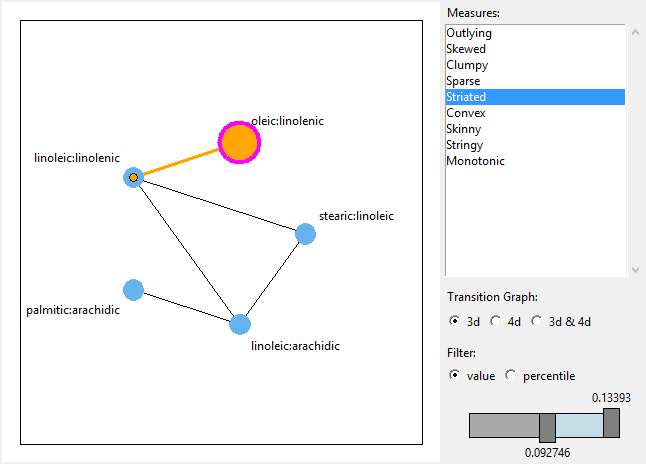 oleic:linolenic
linoleic:linolenic
stearic:linoleic
palmitic:arachidic
linoleic:arachidic
Measures:
Outlying
Skewed
Clumpy
Sparse
Striated
Convex
Skinny
Stringy
Monotonic
Transition Graph:
3d 4d 3d & 4d
Filter:
value percentile
0.13393
0.092746